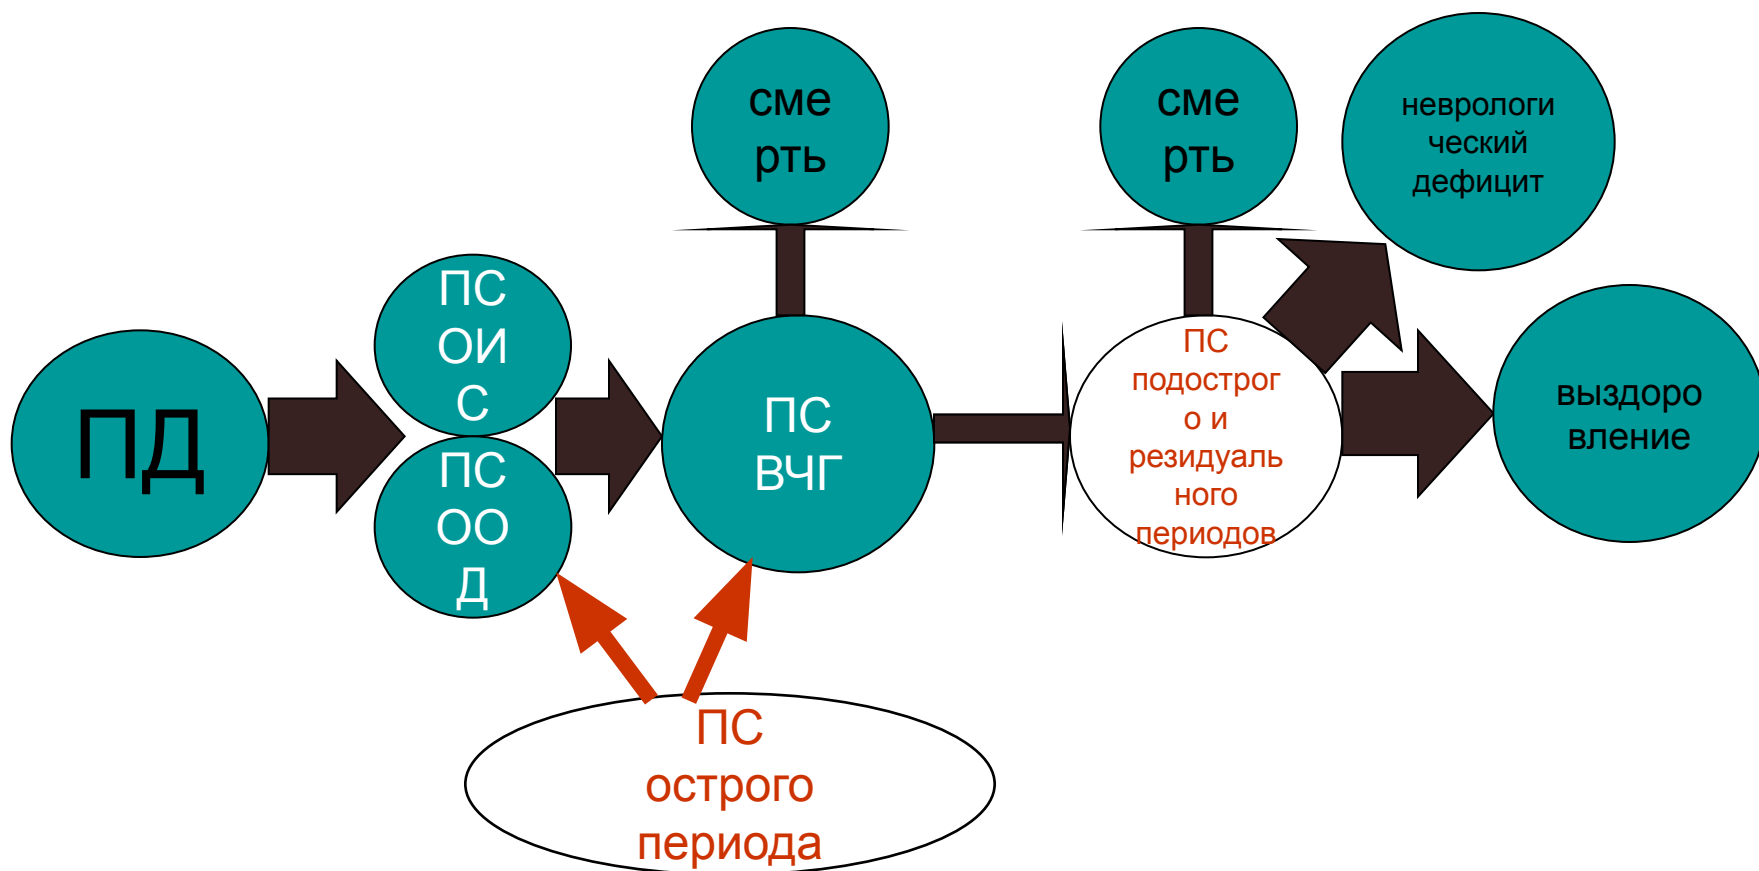 ПД
ПС
ОИ
С
ПС
ОО
Д
ПС
ВЧГ
сме
рть
ПС
подострог
о и
резидуаль
ного
периодов
сме
рть
неврологи
ческий
дефицит
выздоро
вление
ПС
острого
периода